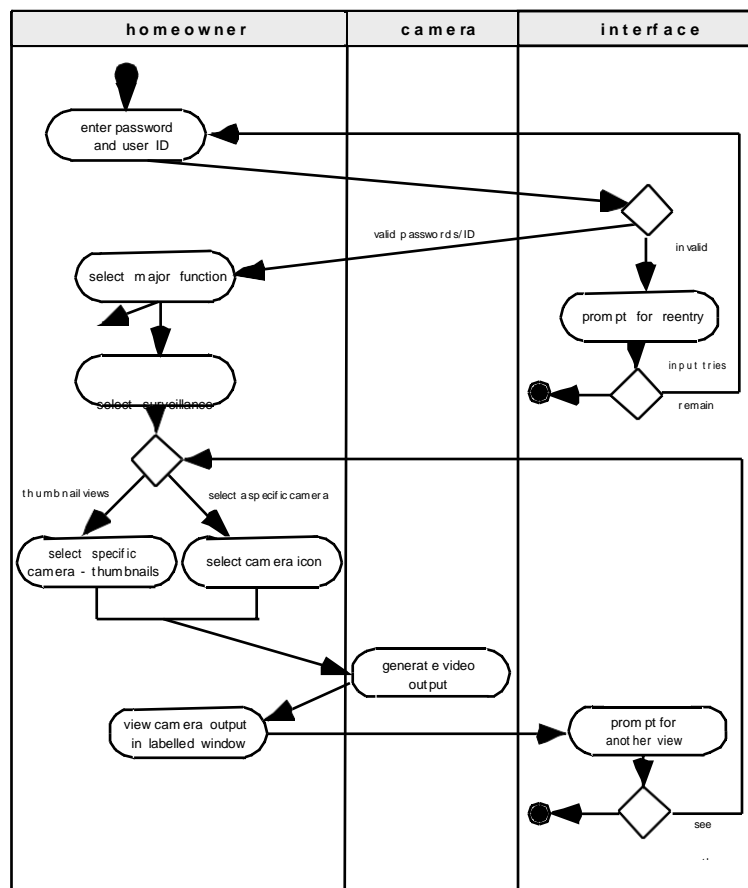 homeowner
camera
interface
enter password
and user ID
valid passwords/ID
invalid
select major function
prompt for reentry
input tries
remain
select surveillance
thumbnail views
select a specific camera
select specific
camera - thumbnails
select camera icon
generate video
output
view camera output
in labelled window
prompt for
another view
see